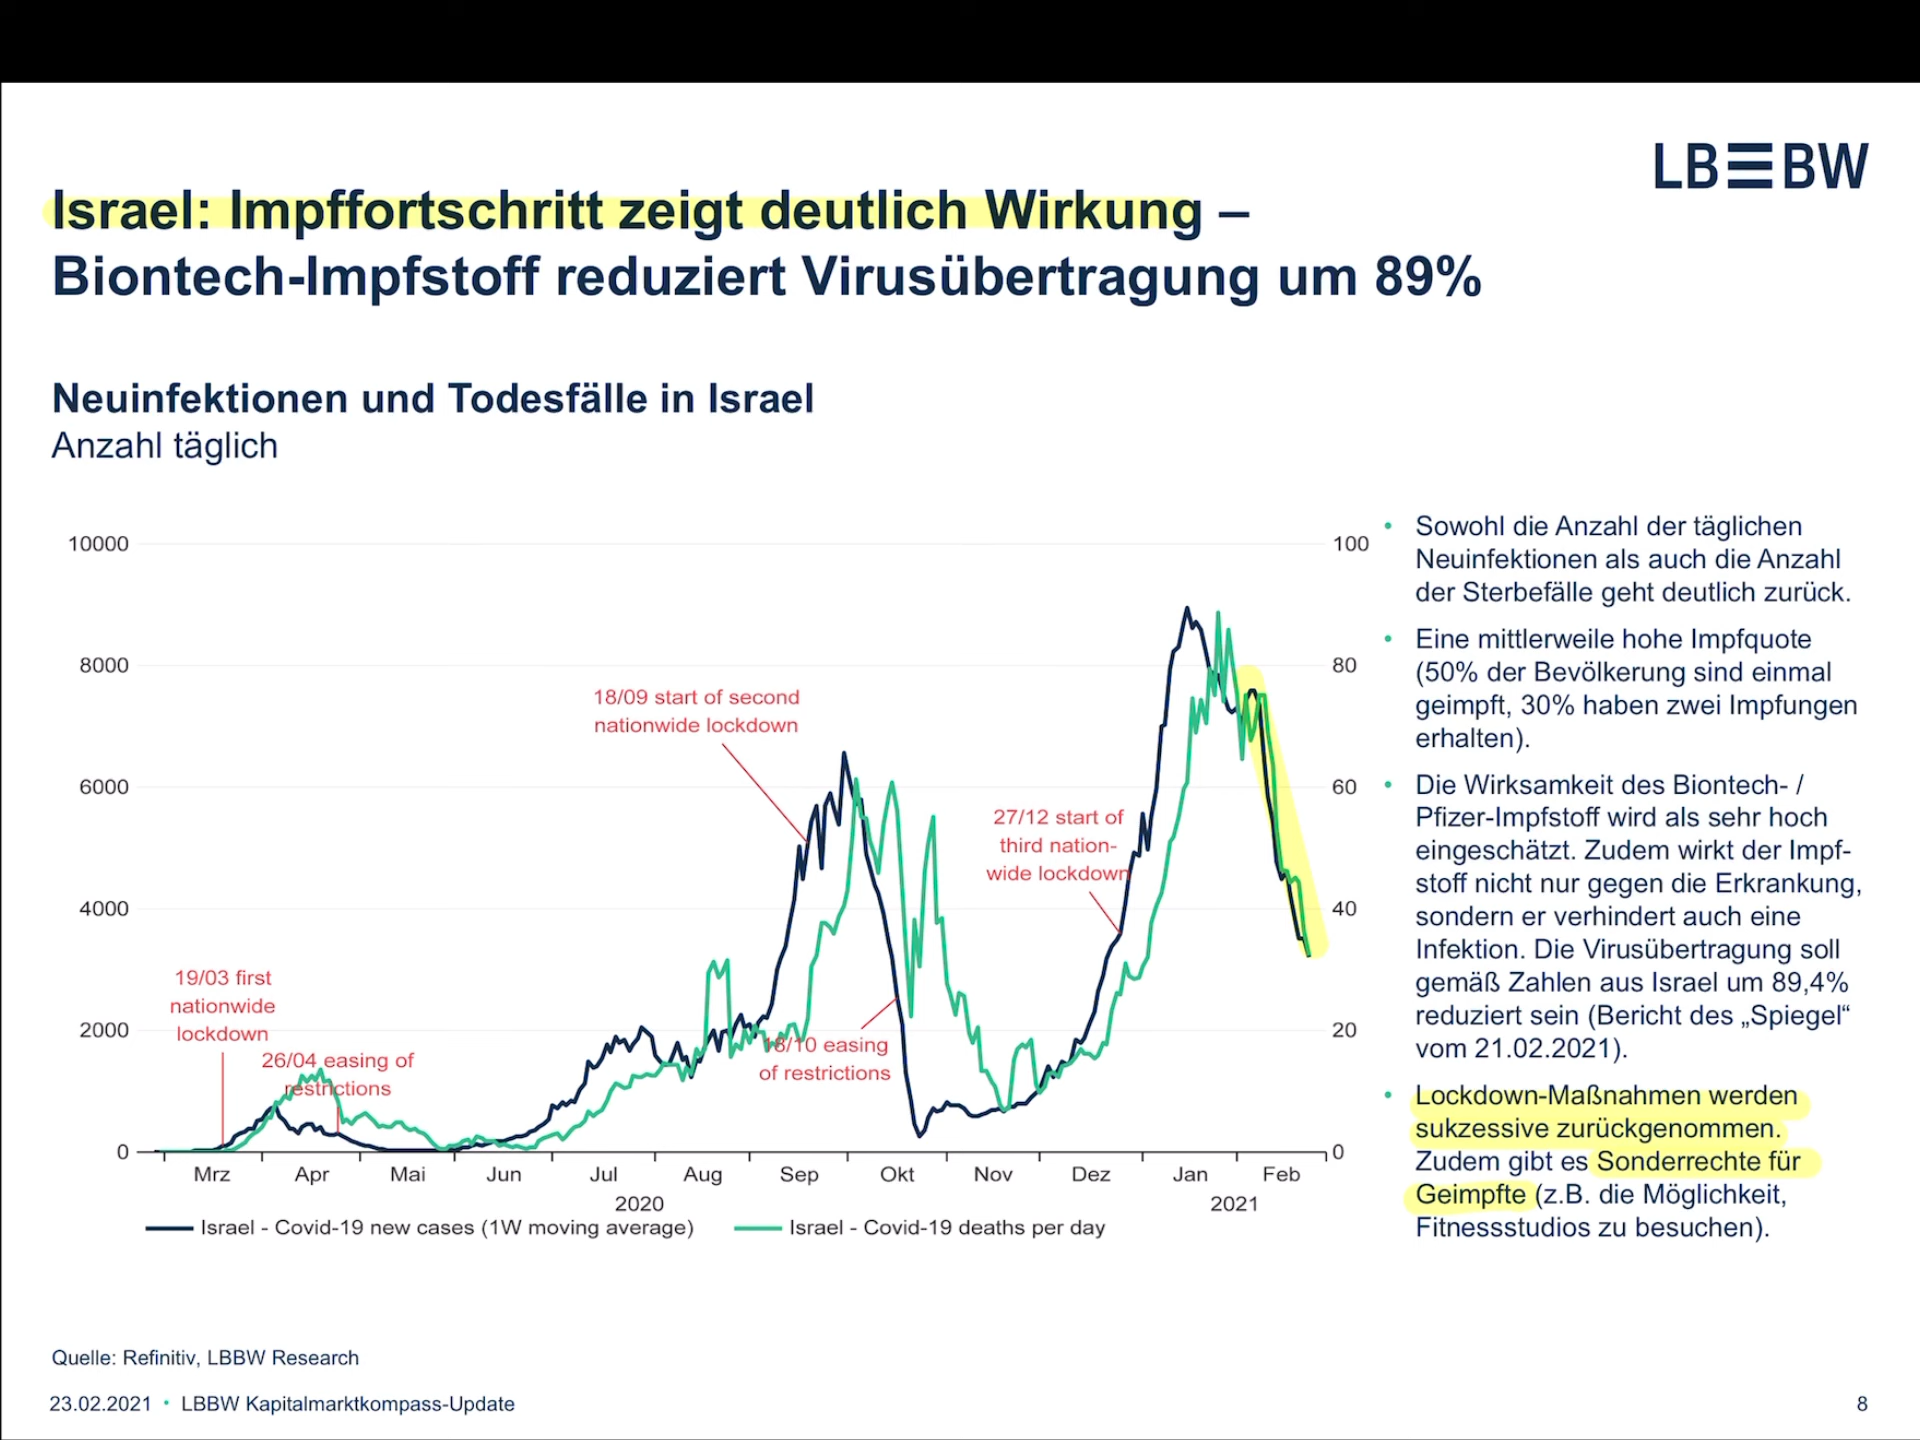 LBBW
Israel: Impffortschritt zeigt deutlich Wirkung –
Biontech-Impfstoff reduziert Virusübertragung um 89%
Neuinfektionen und Todesfälle in Israel
Anzahl täglich
10000
8000
6000
4000
2000
0
100
80
60
40
20
0
19/03 first
nationwide
lockdown
26/04 easing of
restrictions
18/09 start of second
nationwide lockdown
18/10 easing
of restrictions
27/12 start of
third nation-
wide lockdown
Mrz Apr Mai Jun Jul Aug Sep Okt Nov Dez Jan Feb
2020 2021
Israel - Covid-19 new cases (1W moving average) Israel - Covid-19 deaths per day
• Sowohl die Anzahl der täglichen
Neuinfektionen als auch die Anzahl
der Sterbefälle geht deutlich zurück.
• Eine mittlerweile hohe Impfquote
(50% der Bevölkerung sind einmal
geimpft, 30% haben zwei Impfungen
erhalten).
• Die Wirksamkeit des Biontech- /
Pfizer-Impfstoff wird als sehr hoch
eingeschätzt. Zudem wirkt der Impf-
stoff nicht nur gegen die Erkrankung,
sondern er verhindert auch eine
Infektion. Die Virusübertragung soll
gemäß Zahlen aus Israel um 89,4%
reduziert sein (Bericht des „Spiegel“
vom 21.02.2021).
• Lockdown-Maßnahmen werden
sukzessive zurückgenommen.
Zudem gibt es Sonderrechte für
Geimpfte (z.B. die Möglichkeit,
Fitnessstudios zu besuchen).
Quelle: Refinitiv, LBBW Research
23.02.2021 • LBBW Kapitalmarktkompass-Update
8